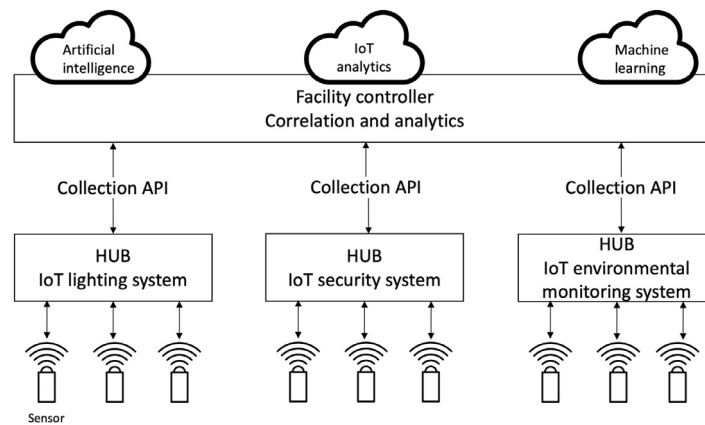 Artificial
intelligence
IoT
analytics
Machine
learning
Facility controller
Correlation and analytics
Collection API
Collection API
Collection API
HUB
IoT lighting system
HUB
IoT security system
HUB
IoT environmental
monitoring system
Sensor